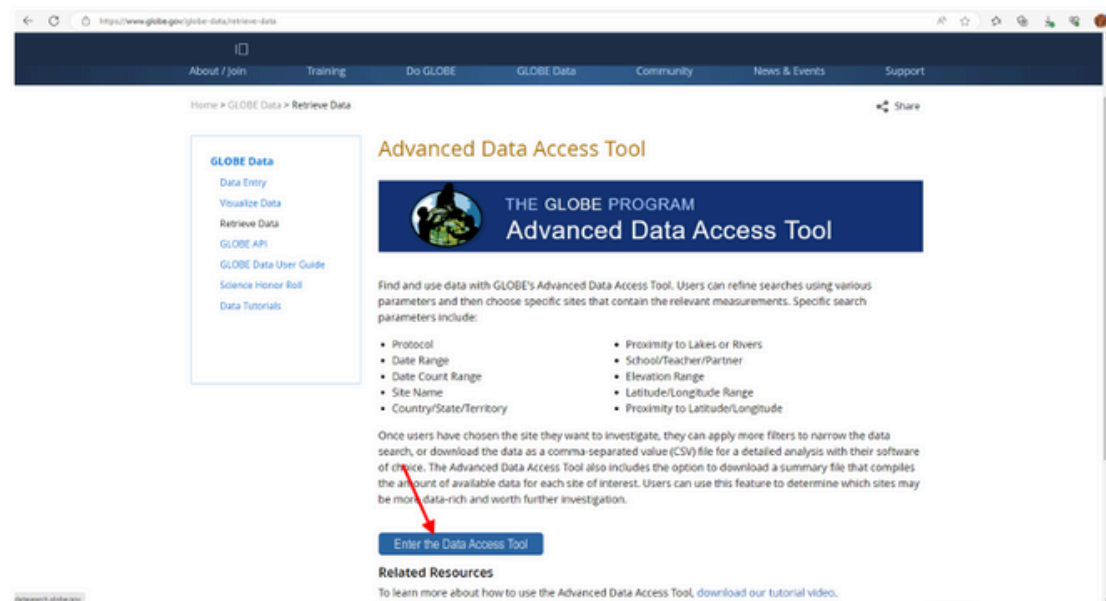 https://www.globe.gov/globe-data/retrieve-data
About / Join Training Do GLOBE GLOBE Data Community News & Events Support
Home > GLOBE Data > Retrieve Data
Share
GLOBE Data
Data Entry
Visualize Data
Retrieve Data
GLOBE API
GLOBE Data User Guide
Science Honor Roll
Data Tutorials
Advanced Data Access Tool
THE GLOBE PROGRAM
Advanced Data Access Tool
Find and use data with GLOBE's Advanced Data Access Tool. Users can refine searches using various
parameters and then choose specific sites that contain the relevant measurements. Specific search
parameters include:
• Protocol
• Date Range
• Date Count Range
• Site Name
• Country/State/Territory
• Proximity to Lakes or Rivers
• School/Teacher/Partner
• Elevation Range
• Latitude/Longitude Range
• Proximity to Latitude/Longitude
Once users have chosen the site they want to investigate, they can apply more filters to narrow the data
search, or download the data as a comma-separated value (CSV) file for a detailed analysis with their software
of choice. The Advanced Data Access Tool also includes the option to download a summary file that compiles
the amount of available data for each site of interest. Users can use this feature to determine which sites may
be more data-rich and worth further investigation.
Enter the Data Access Tool
Related Resources
To learn more about how to use the Advanced Data Access Tool, download our tutorial video.
datasearch.globe.gov